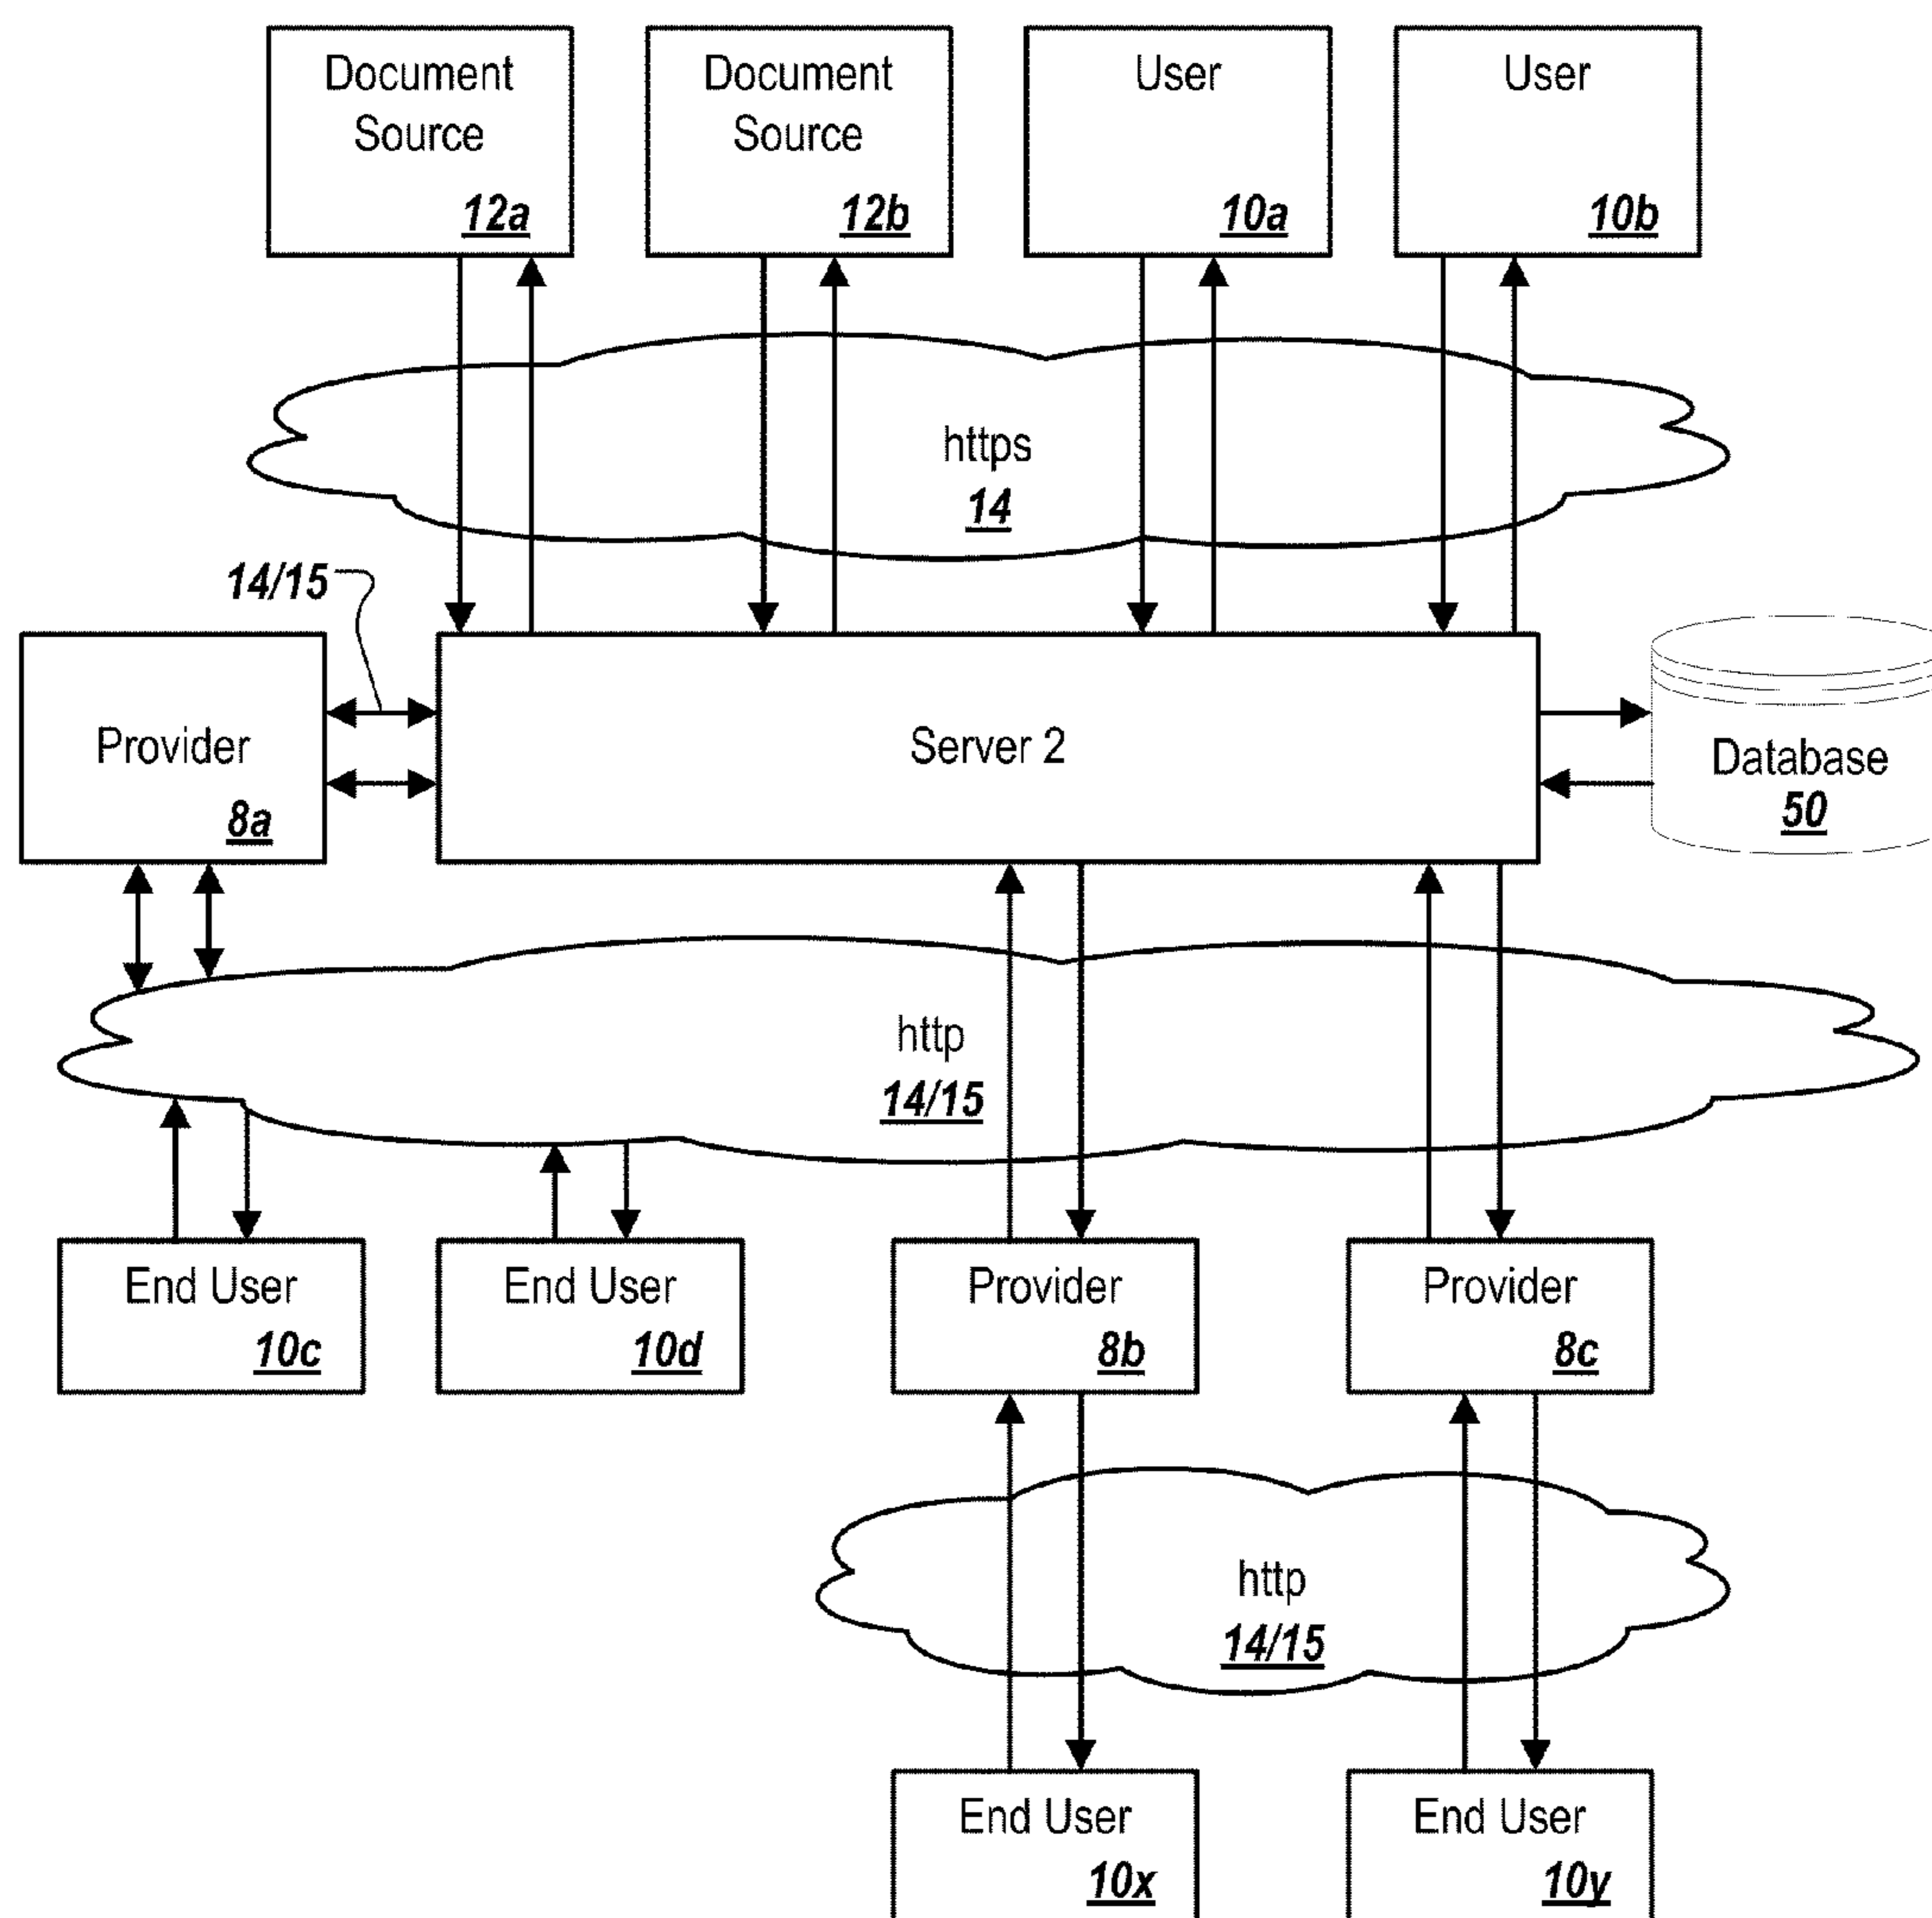 Document
Source
12a
Document
Source
12b
User
10a
User
10b
https
14
14/15
Provider
8a
Server 2
Database
50
http
14/15
End User
10c
End User
10d
Provider
8b
Provider
8c
http
14/15
End User
10x
End User
10y